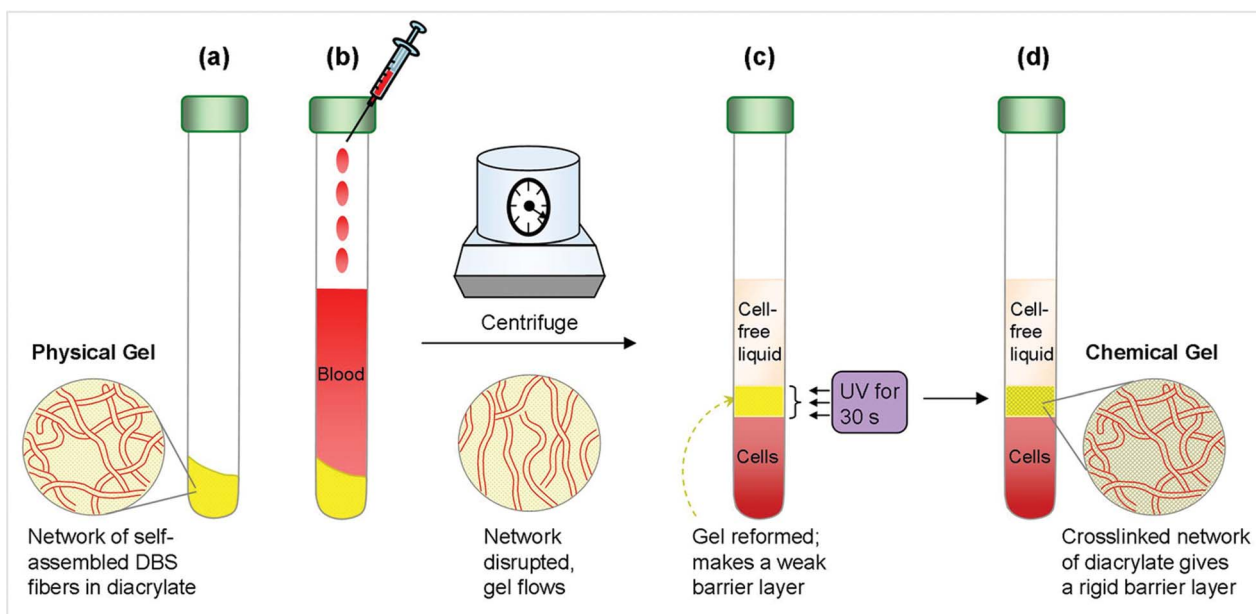 (a)
(b)
(c)
(d)
Physical Gel
Network of self-
assembled DBS
fibers in diacrylate
Blood
Centrifuge
Network
disrupted,
gel flows
Cell-
free
liquid
Cells
UV for
30 s
Gel reformed;
makes a weak
barrier layer
Cell-
free
liquid
Cells
Chemical Gel
Crosslinked network
of diacrylate gives
a rigid barrier layer